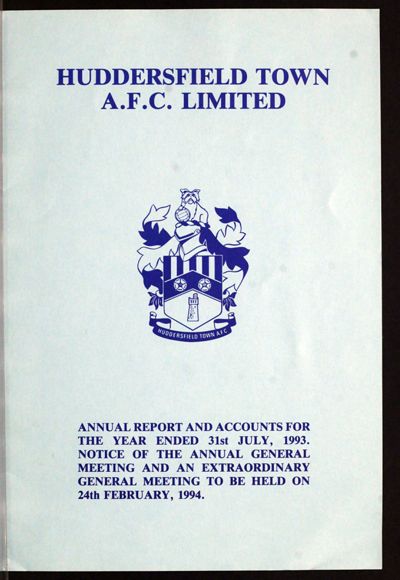 HUDDERSFIELD TOWN
A.F.C. LIMITED
HUDDERSFIELD TOWN A.F.C.
ANNUAL REPORT AND ACCOUNTS FOR
THE YEAR ENDED 31st JULY, 1993.
NOTICE OF THE ANNUAL GENERAL
MEETING AND AN EXTRAORDINARY
GENERAL MEETING TO BE HELD ON
24th FEBRUARY, 1994.